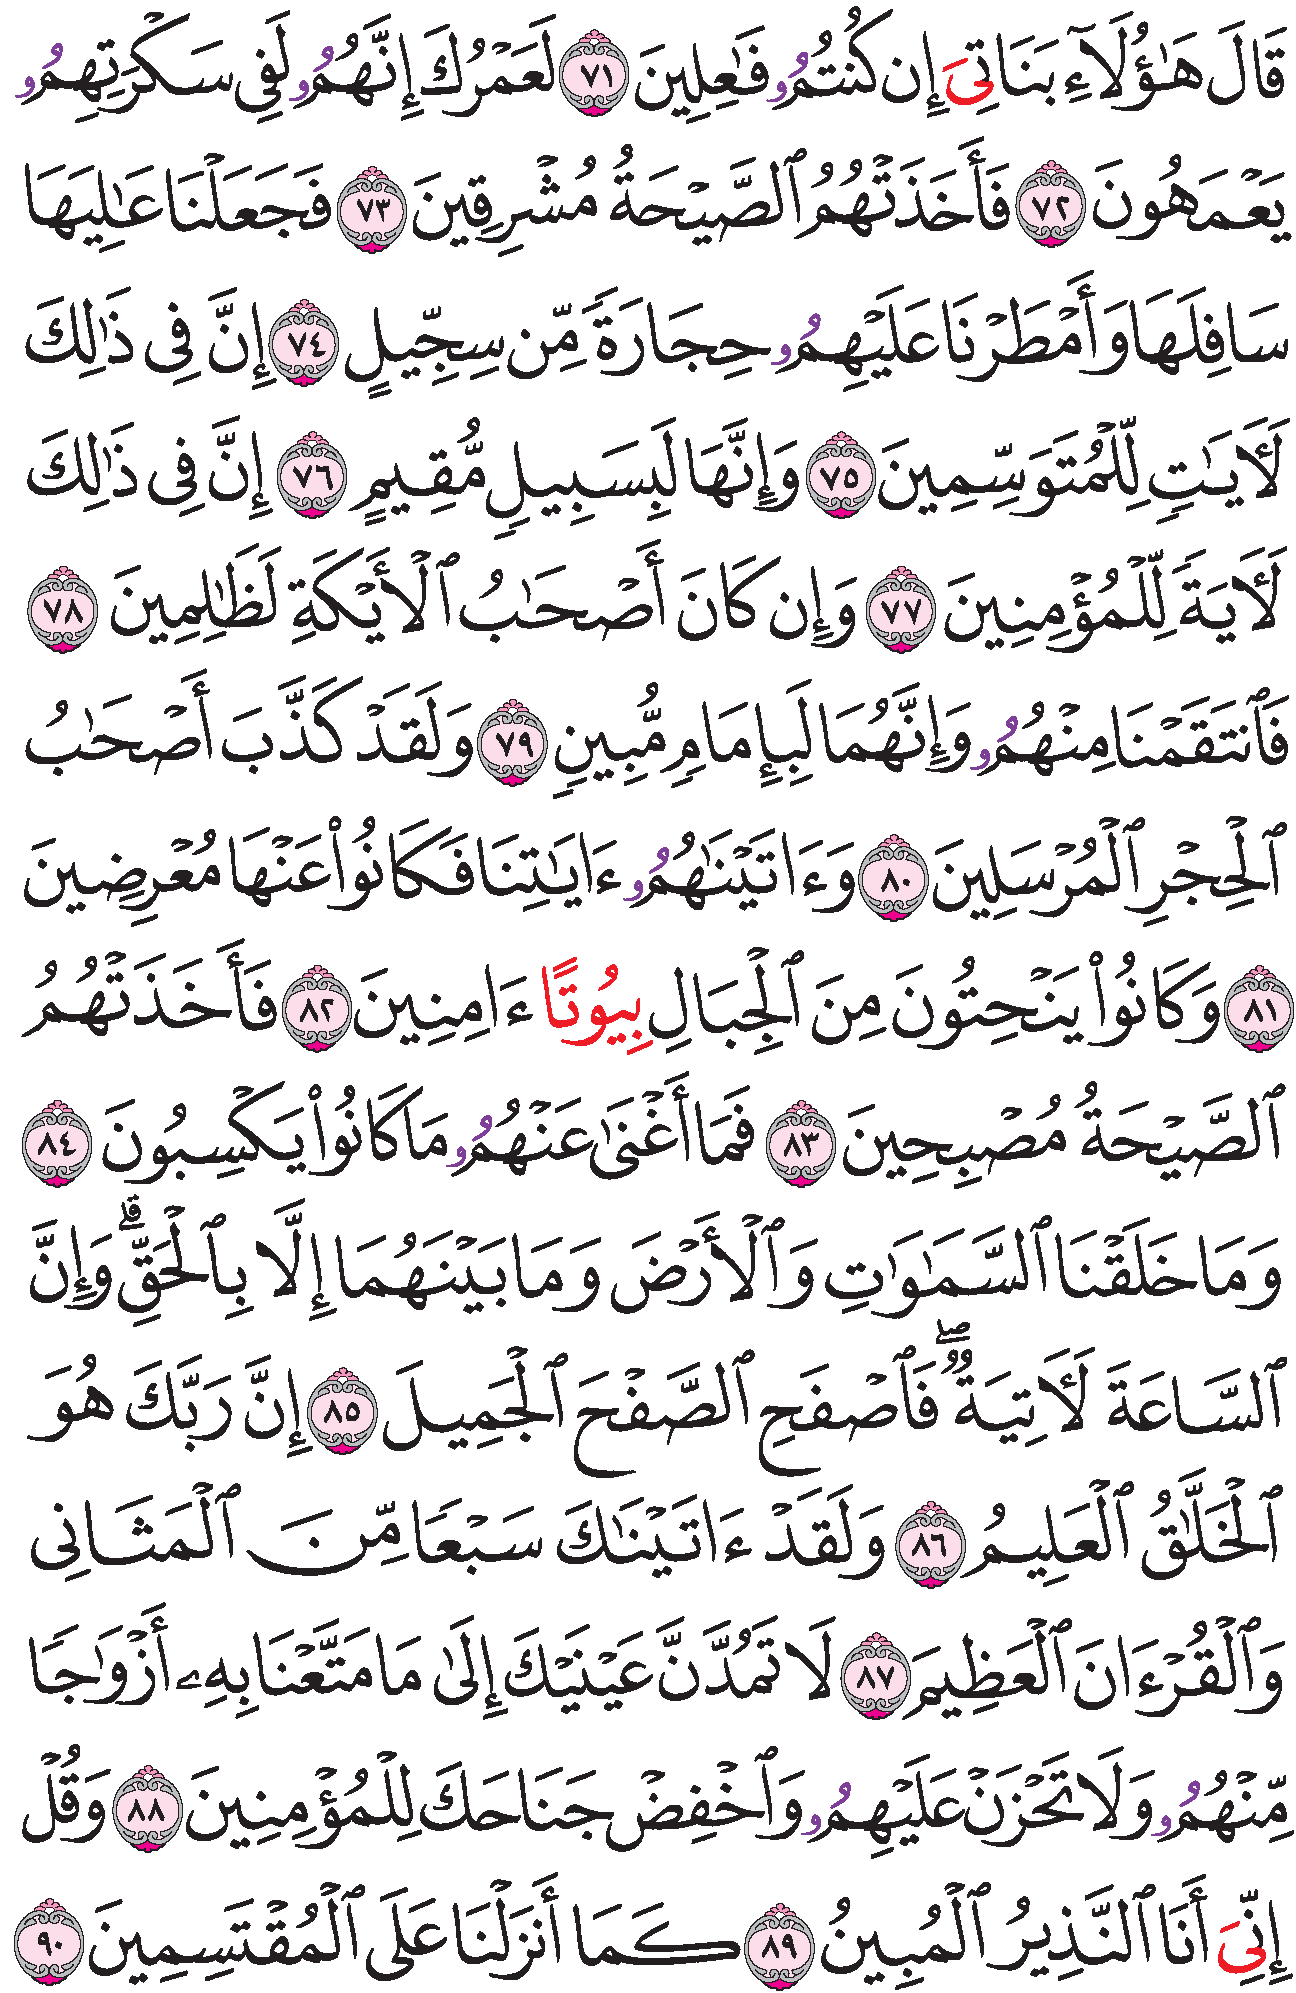 قَالَ هَٰٓؤُلَآءِ بَنَاتِىَ إِن كُنتُمُۥ فَٰعِلِينَ ٧١ لَعَمْرُكَ إِنَّهُمُۥ لَفِى سَكْرَتِهِمُۥ
يَعْمَهُونَ ٧٢ فَأَخَذَتْهُمُ ٱلصَّيْحَةُ مُشْرِقِينَ ٧٣ فَجَعَلْنَا عَٰلِيَهَا
سَافِلَهَا وَأَمْطَرْنَا عَلَيْهِمُۥ حِجَارَةً مِّن سِجِّيلٍ ٧٤ إِنَّ فِى ذَٰلِكَ
لَأٓيَٰتٍ لِّلْمُتَوَسِّمِينَ ٧٥ وَإِنَّهَا لَبِسَبِيلٍ مُّقِيمٍ ٧٦ إِنَّ فِى ذَٰلِكَ
لَأٓيَةً لِّلْمُؤْمِنِينَ ٧٧ وَإِن كَانَ أَصْحَٰبُ ٱلْأَيْكَةِ لَظَٰلِمِينَ ٧٨
فَٱنتَقَمْنَا مِنْهُمُۥ وَإِنَّهُمَا لَبِإِمَامٍ مُّبِينٍ ٧٩ وَلَقَدْ كَذَّبَ أَصْحَٰبُ
ٱلْحِجْرِ ٱلْمُرْسَلِينَ ٨٠ وَءَاتَيْنَٰهُمُۥ ءَايَٰتِنَا فَكَانُوا۟ عَنْهَا مُعْرِضِينَ
٨١ وَكَانُوا۟ يَنْحِتُونَ مِنَ ٱلْجِبَالِ بِيُوتًا ءَامِنِينَ ٨٢ فَأَخَذَتْهُمُ
ٱلصَّيْحَةُ مُصْبِحِينَ ٨٣ فَمَا أَغْنَىٰ عَنْهُمُۥ مَا كَانُوا۟ يَكْسِبُونَ ٨٤
وَمَا خَلَقْنَا ٱلسَّمَٰوَٰتِ وَٱلْأَرْضَ وَمَا بَيْنَهُمَا إِلَّا بِٱلْحَقِّ ۗ وَإِنَّ
ٱلسَّاعَةَ لَأٓتِيَةٌ ۖ فَٱصْفَحِ ٱلصَّفْحَ ٱلْجَمِيلَ ٨٥ إِنَّ رَبَّكَ هُوَ
ٱلْخَلَّٰقُ ٱلْعَلِيمُ ٨٦ وَلَقَدْ ءَاتَيْنَٰكَ سَبْعًا مِّنَ ٱلْمَثَانِى
وَٱلْقُرْءَانَ ٱلْعَظِيمَ ٨٧ لَا تَمُدَّنَّ عَيْنَيْكَ إِلَىٰ مَا مَتَّعْنَا بِهِۦ أَزْوَٰجًا
مِّنْهُمُۥ وَلَا تَحْزَنْ عَلَيْهِمُۥ وَٱخْفِضْ جَنَاحَكَ لِلْمُؤْمِنِينَ ٨٨ وَقُلْ
إِنِّىَ أَنَا ٱلنَّذِيرُ ٱلْمُبِينُ ٨٩ كَمَا أَنزَلْنَا عَلَى ٱلْمُقْتَسِمِينَ ٩٠